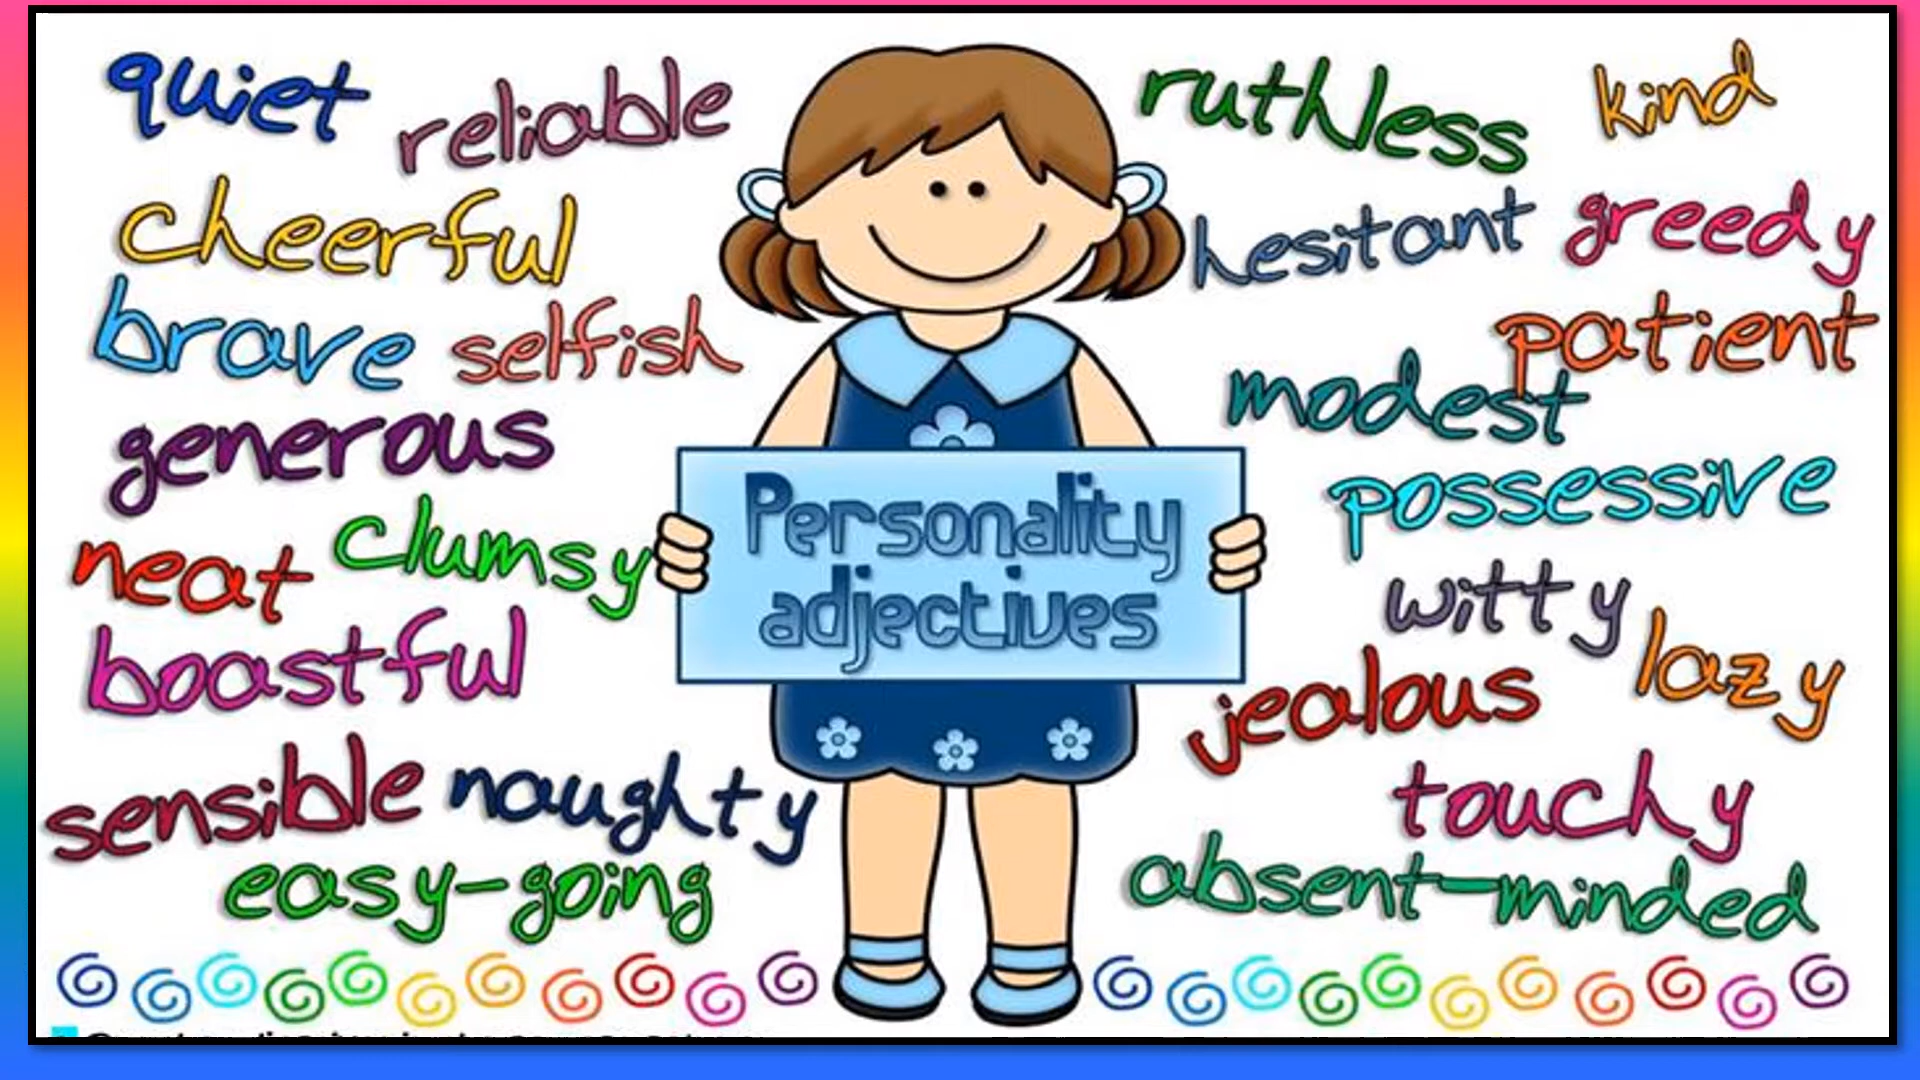 quiet reliable
cheerful
brave selfish
generous
neat clumsy
boastful
sensible naughty
easy-going
Personality
adjectives
ruthless kind
hesitant greedy
patient
modest
possessive
witty
lazy
jealous
touchy
absent-minded